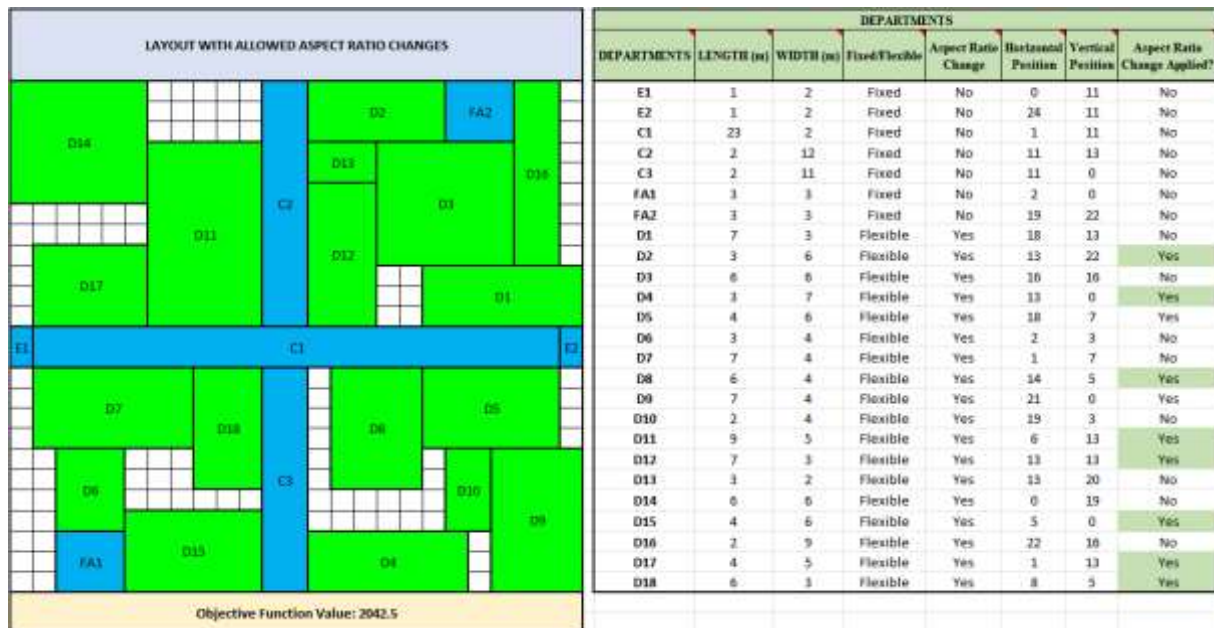 LAYOUT WITH ALLOWED ASPECT RATIO CHANGES
D14
D2
FA2
D13
D16
C2
D3
D11
D12
D17
D1
E1
C1
E2
D7
D18
D8
D5
D6
C3
D10
D9
FA1
D15
D4
Objective Function Value: 2042.5
DEPARTMENTS
DEPARTMENTS LENGTH (m) WIDTH (m) Fixed/Flexible Aspect Ratio Change Horizontal Position Vertical Position Aspect Ratio Change Applied?
E1 1 2 Fixed No 0 11 No
E2 1 2 Fixed No 24 11 No
C1 23 2 Fixed No 1 11 No
C2 2 12 Fixed No 11 13 No
C3 2 11 Fixed No 11 0 No
FA1 3 3 Fixed No 2 0 No
FA2 3 3 Fixed No 19 22 No
D1 7 3 Flexible Yes 18 13 No
D2 3 6 Flexible Yes 13 22 Yes
D3 6 6 Flexible Yes 16 16 No
D4 3 7 Flexible Yes 13 0 Yes
D5 4 6 Flexible Yes 18 7 Yes
D6 3 4 Flexible Yes 2 3 No
D7 7 4 Flexible Yes 1 7 No
D8 6 4 Flexible Yes 14 5 Yes
D9 7 4 Flexible Yes 21 0 Yes
D10 2 4 Flexible Yes 19 3 No
D11 9 5 Flexible Yes 6 13 Yes
D12 7 3 Flexible Yes 13 13 Yes
D13 3 2 Flexible Yes 13 20 No
D14 6 6 Flexible Yes 0 19 No
D15 4 6 Flexible Yes 5 0 Yes
D16 2 9 Flexible Yes 22 16 No
D17 4 5 Flexible Yes 1 13 Yes
D18 6 3 Flexible Yes 8 5 Yes